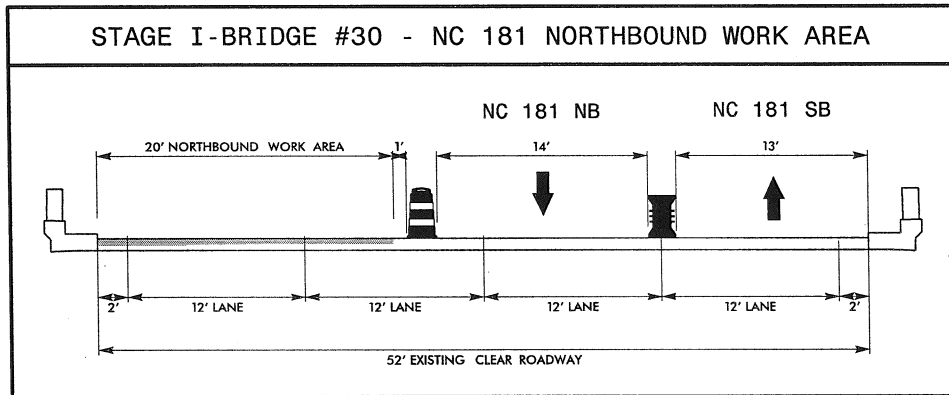 STAGE I-BRIDGE #30 - NC 181 NORTHBOUND WORK AREA
NC 181 NB
NC 181 SB
20' NORTHBOUND WORK AREA
1'
14'
13'
2'
12' LANE
12' LANE
12' LANE
12' LANE
2'
52' EXISTING CLEAR ROADWAY